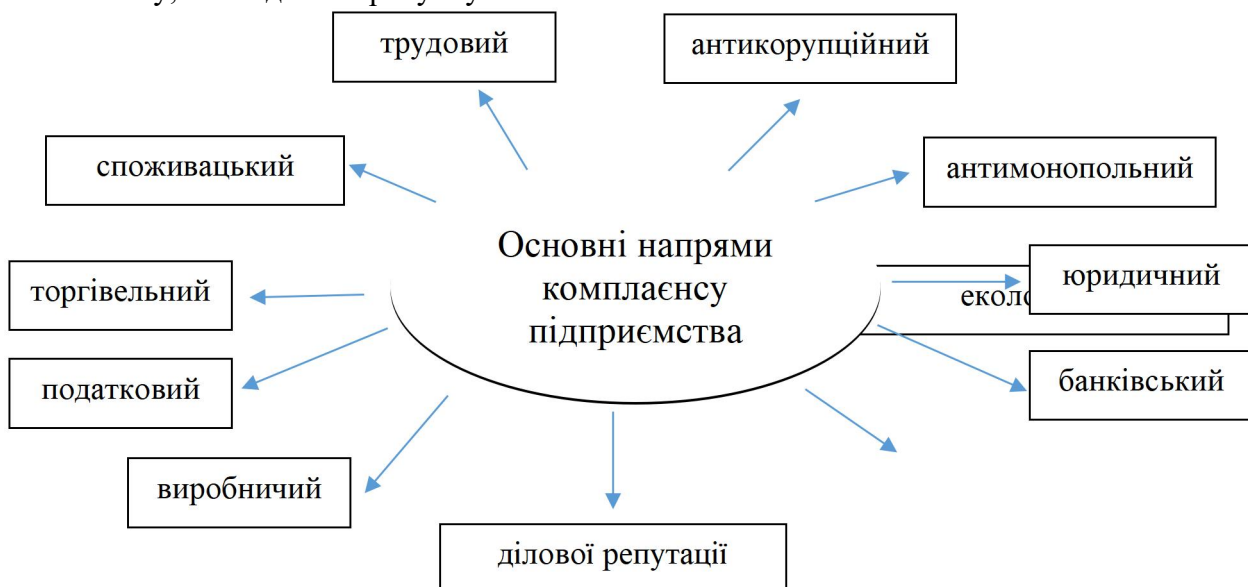 трудовий
антикорупційний
споживацький
антимонопольний
Основні напрями
комплаєнсу
підприємства
торгівельний
юридичний
податковий
банківський
виробничий
ділової репутації